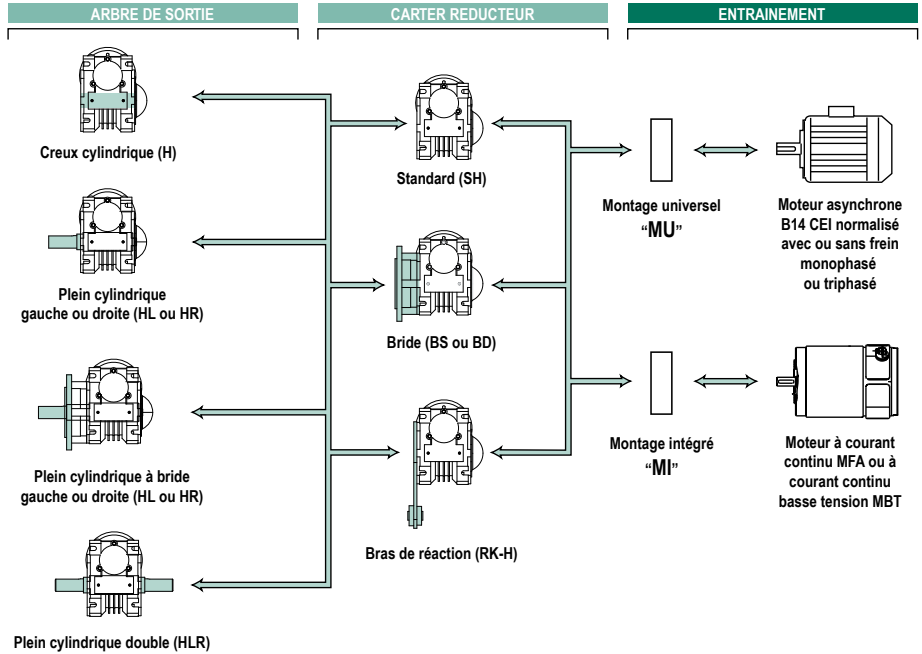 ARBRE DE SORTIE
CARTER REDUCTEUR
ENTRAINEMENT
Creux cylindrique (H)
Plein cylindrique
gauche ou droite (HL ou HR)
Plein cylindrique à bride
gauche ou droite (HL ou HR)
Plein cylindrique double (HLR)
Standard (SH)
Bride (BS ou BD)
Bras de réaction (RK-H)
Montage universel
“MU”
Montage intégré
“MI”
Moteur asynchrone
B14 CEI normalisé
avec ou sans frein
monophasé
ou triphasé
Moteur à courant
continu MFA ou à
courant continu
basse tension MBT